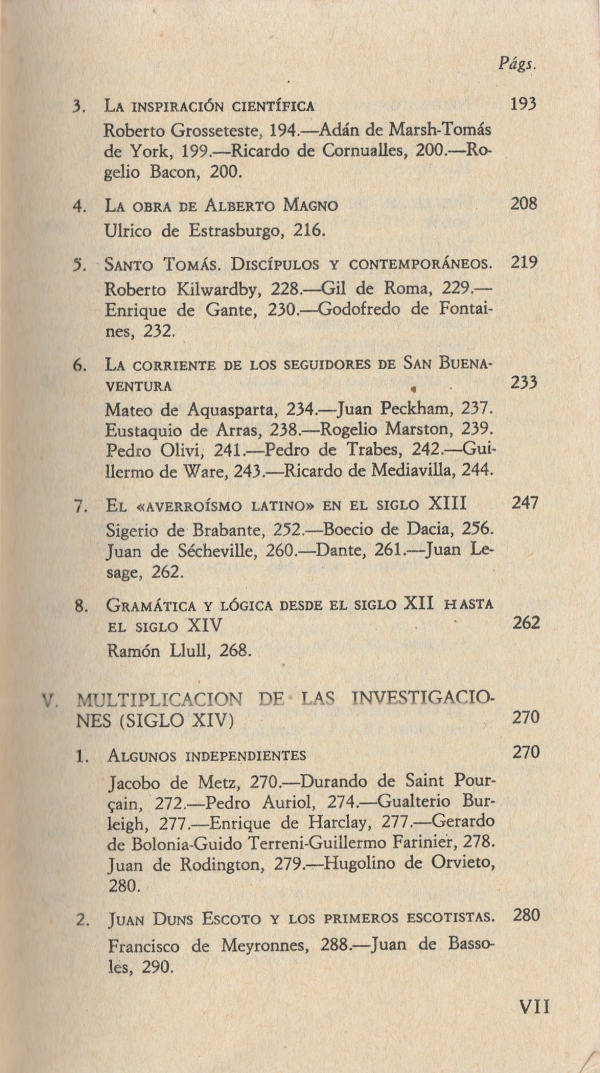 Págs.
3. LA INSPIRACIÓN CIENTÍFICA 193
Roberto Grosseteste, 194.—Adán de Marsh-Tomás
de York, 199.—Ricardo de Cornualles, 200.—Ro-
gelio Bacon, 200.
4. LA OBRA DE ALBERTO MAGNO 208
Ulrico de Estrasburgo, 216.
5. SANTO TOMÁS. DISCÍPULOS Y CONTEMPORÁNEOS. 219
Roberto Kilwardby, 228.—Gil de Roma, 229.—
Enrique de Gante, 230.—Godofredo de Fontai-
nes, 232.
6. LA CORRIENTE DE LOS SEGUIDORES DE SAN BUENA-
VENTURA 233
Mateo de Aquasparta, 234.—Juan Peckham, 237.
Eustaquio de Arras, 238.—Rogelio Marston, 239.
Pedro Olivi, 241.—Pedro de Trabes, 242.—Gui-
llermo de Ware, 243.—Ricardo de Mediavilla, 244.
7. EL «AVERROÍSMO LATINO» EN EL SIGLO XIII 247
Sigerio de Brabante, 252.—Boecio de Dacia, 256.
Juan de Sécheville, 260.—Dante, 261.—Juan Le-
sage, 262.
8. GRAMÁTICA Y LÓGICA DESDE EL SIGLO XII HASTA
EL SIGLO XIV 262
Ramón Llull, 268.
V. MULTIPLICACION DE LAS INVESTIGACIO-
NES (SIGLO XIV) 270
1. ALGUNOS INDEPENDIENTES 270
Jacobo de Metz, 270.—Durando de Saint Pour-
çain, 272.—Pedro Auriol, 274.—Gualterio Bur-
leigh, 277.—Enrique de Harclay, 277.—Gerardo
de Bolonia-Guido Terreni-Guillermo Farinier, 278.
Juan de Rodington, 279.—Hugolino de Orvieto,
280.
2. JUAN DUNS ESCOTO Y LOS PRIMEROS ESCOTISTAS. 280
Francisco de Meyronnes, 288.—Juan de Basso-
les, 290.
VII